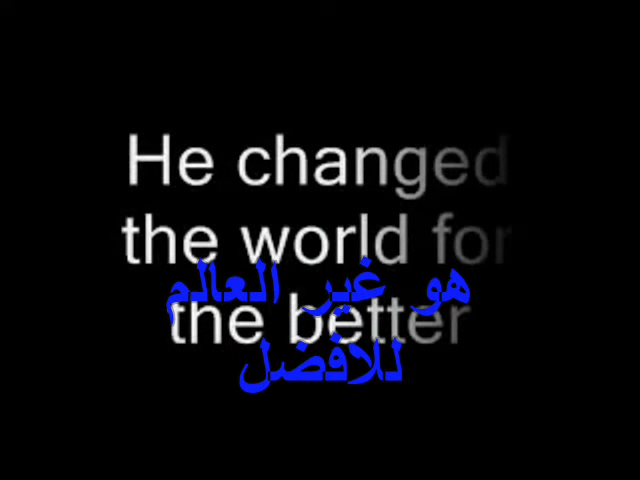 He changed
the world for
the better
هو غير العالم
للافضل